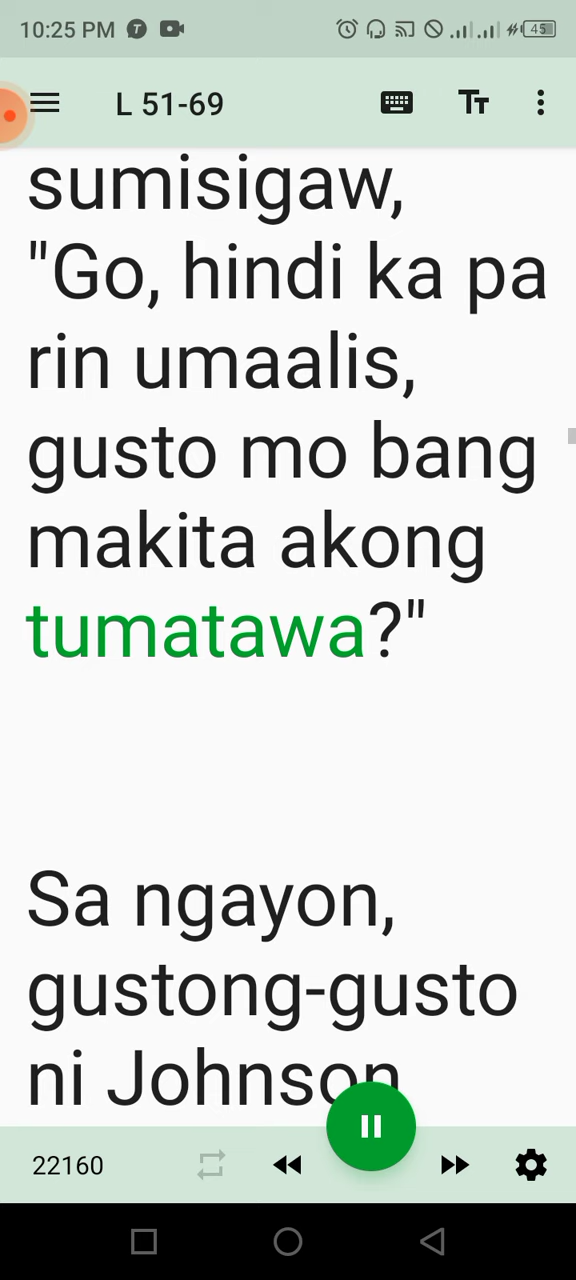 10:25 PM
45
L 51-69
sumisigaw,
"Go, hindi ka pa
rin umaalis,
gusto mo bang
makita akong
tumatawa?"
Sa ngayon,
gustong-gusto
ni Johnson
22160